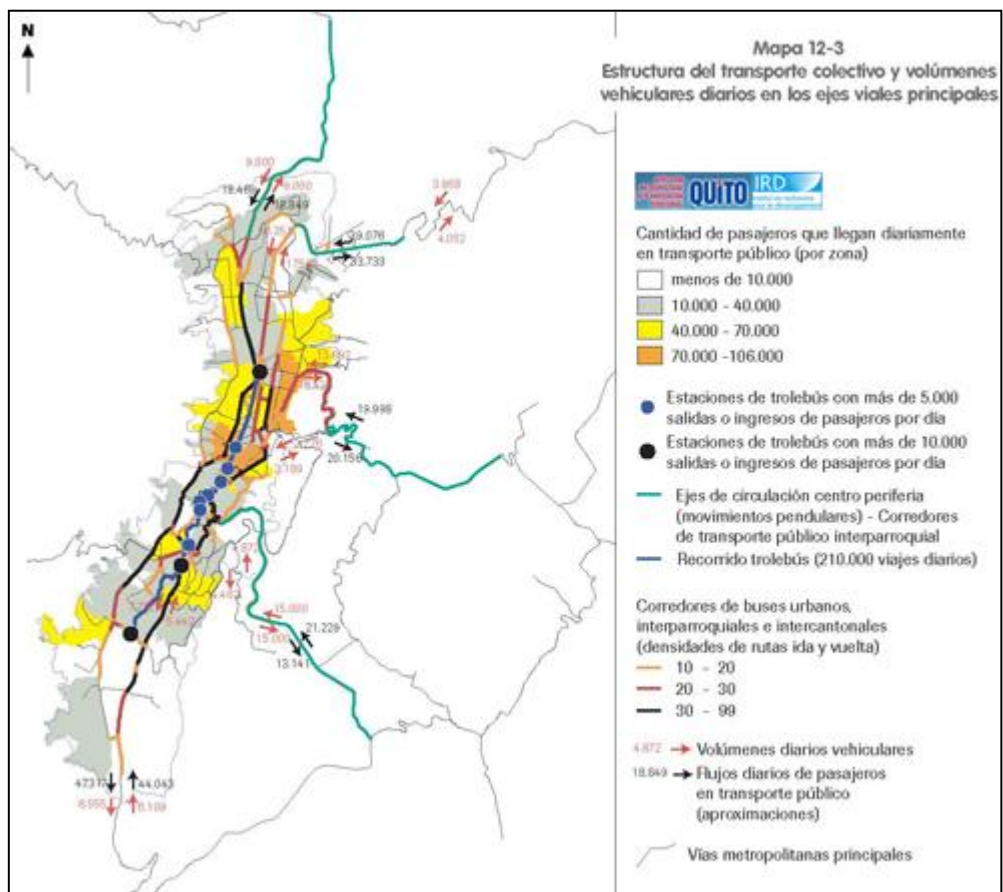 N
Mapa 12-3
Estructura del transporte colectivo y volúmenes
vehiculares diarios en los ejes viales principales
QUITO
IRD
Cantidad de pasajeros que llegan diariamente
en transporte público (por zona)
menos de 10.000
10.000 - 40.000
40.000 - 70.000
70.000 -106.000
Estaciones de trolebús con más de 5.000
salidas o ingresos de pasajeros por día
Estaciones de trolebús con más de 10.000
salidas o ingresos de pasajeros por día
Ejes de circulación centro periferia
(movimientos pendulares) - Corredores
de transporte público interparroquial
Recorrido trolebús (210.000 viajes diarios)
Corredores de buses urbanos,
interparroquiales e intercantonales
(densidades de rutas ida y vuelta)
10 - 20
20 - 30
30 - 99
4.872
Volúmenes diarios vehiculares
18.849
Flujos diarios de pasajeros
en transporte público
(aproximaciones)
Vías metropolitanas principales
9.000
18.849
4.052
33.733
19.998
20.156
15.000
15.000
21.229
13.141
44.043